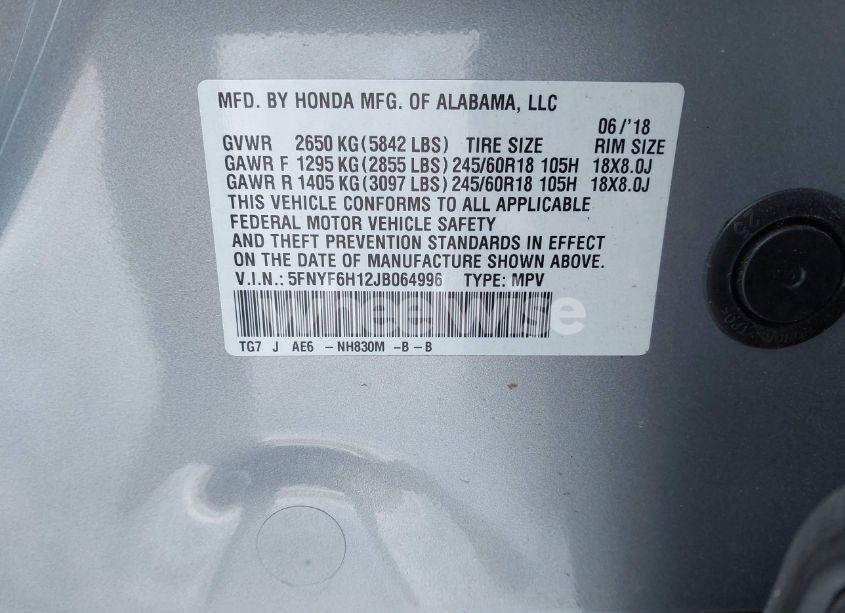 MFD. BY HONDA MFG. OF ALABAMA, LLC
06/'18
GVWR 2650 KG(5842 LBS) TIRE SIZE RIM SIZE
GAWR F 1295 KG(2855 LBS) 245/60R18 105H 18X8.0J
GAWR R 1405 KG(3097 LBS) 245/60R18 105H 18X8.0J
THIS VEHICLE CONFORMS TO ALL APPLICABLE
FEDERAL MOTOR VEHICLE SAFETY
AND THEFT PREVENTION STANDARDS IN EFFECT
ON THE DATE OF MANUFACTURE SHOWN ABOVE.
V.I.N.: 5FNYF6H12JB064996 TYPE: MPV
WheelWise
TG7 J AE6 -NH830M -B-B